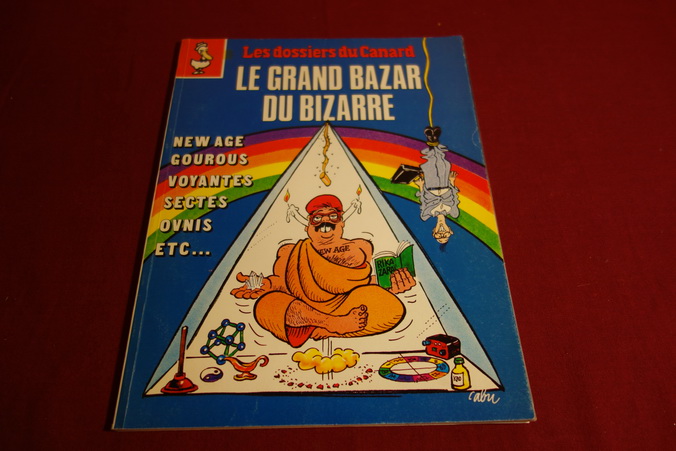 Les dossiers du Canard
LE GRAND BAZAR
DU BIZARRE
NEW AGE
GOUROUS
VOYANTES
SECTES
OVNIS
ETC...
NEW AGE
Cabu